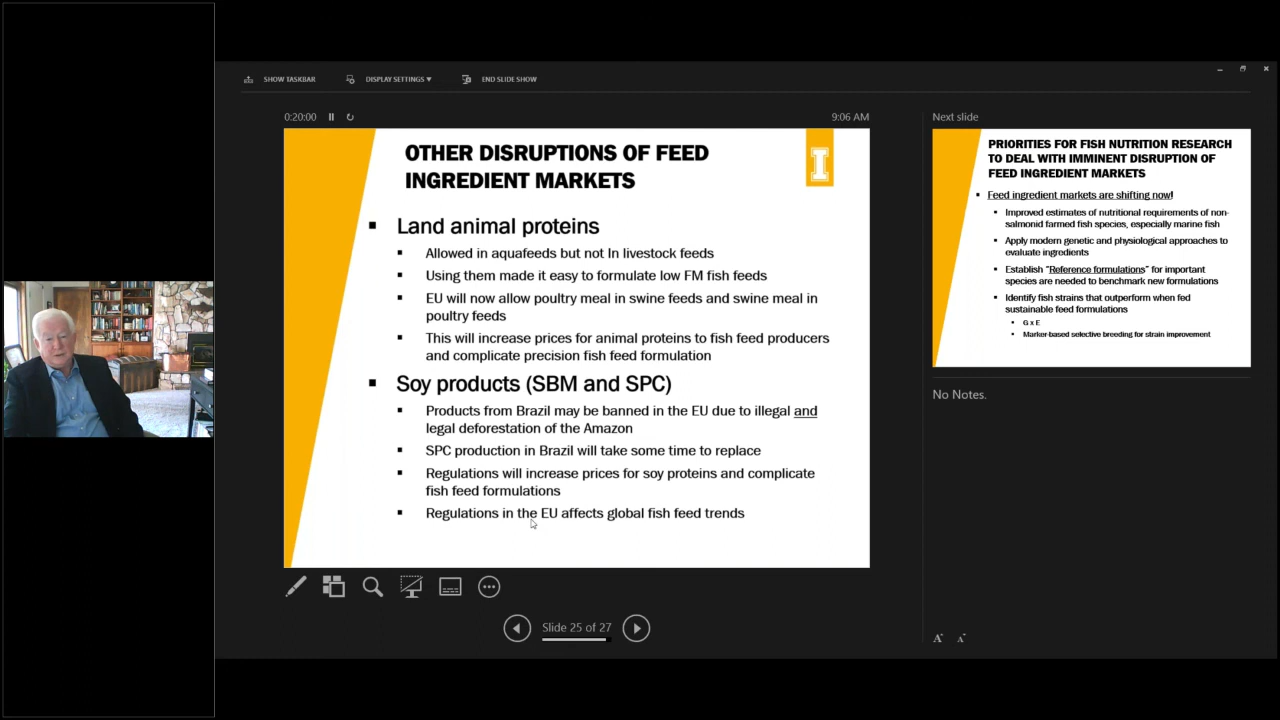 SHOW TASKBAR DISPLAY SETTINGS ▼ END SLIDE SHOW
0:20:00
9:06 AM
OTHER DISRUPTIONS OF FEED
INGREDIENT MARKETS
I
▪ Land animal proteins
▪ Allowed in aquafeeds but not In livestock feeds
▪ Using them made it easy to formulate low FM fish feeds
▪ EU will now allow poultry meal in swine feeds and swine meal in
poultry feeds
▪ This will increase prices for animal proteins to fish feed producers
and complicate precision fish feed formulation
▪ Soy products (SBM and SPC)
▪ Products from Brazil may be banned in the EU due to illegal and
legal deforestation of the Amazon
▪ SPC production in Brazil will take some time to replace
▪ Regulations will increase prices for soy proteins and complicate
fish feed formulations
▪ Regulations in the EU affects global fish feed trends
Slide 25 of 27
Next slide
PRIORITIES FOR FISH NUTRITION RESEARCH
TO DEAL WITH IMMINENT DISRUPTION OF
FEED INGREDIENT MARKETS
▪ Feed ingredient markets are shifting now!
▪ Improved estimates of nutritional requirements of non-
salmonid farmed fish species, especially marine fish
▪ Apply modern genetic and physiological approaches to
evaluate ingredients
▪ Establish "Reference formulations" for important
species are needed to benchmark new formulations
▪ Identify fish strains that outperform when fed
sustainable feed formulations
▪ G x E
▪ Marker-based selective breeding for strain improvement
No Notes.
A A